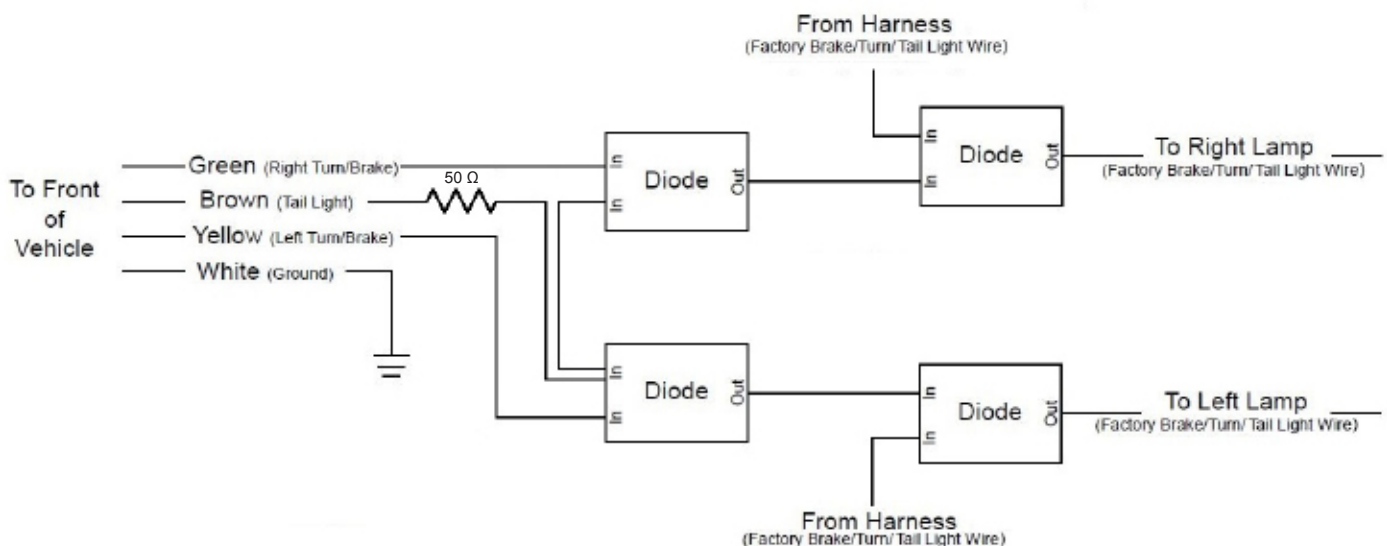 From Harness
(Factory Brake/Turn/Tail Light Wire)
To Front
of
Vehicle
Green (Right Turn/Brake)
Brown (Tail Light)
50 Ω
Yellow (Left Turn/Brake)
White (Ground)
In
In
Diode
Out
In
In
Diode
Out
To Right Lamp
(Factory Brake/Turn/Tail Light Wire)
In
In
Diode
Out
In
In
Diode
Out
To Left Lamp
(Factory Brake/Turn/Tail Light Wire)
From Harness
(Factory Brake/Turn/Tail Light Wire)